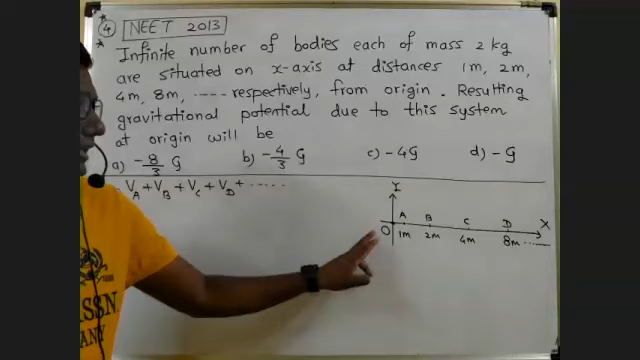 4 NEET 2013
Infinite number of bodies each of mass 2 kg
are situated on x-axis at distances 1m, 2m,
4m, 8m, ---- respectively, from origin. Resulting
gravitational potential due to this system
at origin will be
a) -8/3 G b) -4/3 G c) -4G d) -G
V_A + V_B + V_C + V_D + ------
Y
A B C D X
O 1m 2m 4m 8m ------
SSN
ANY